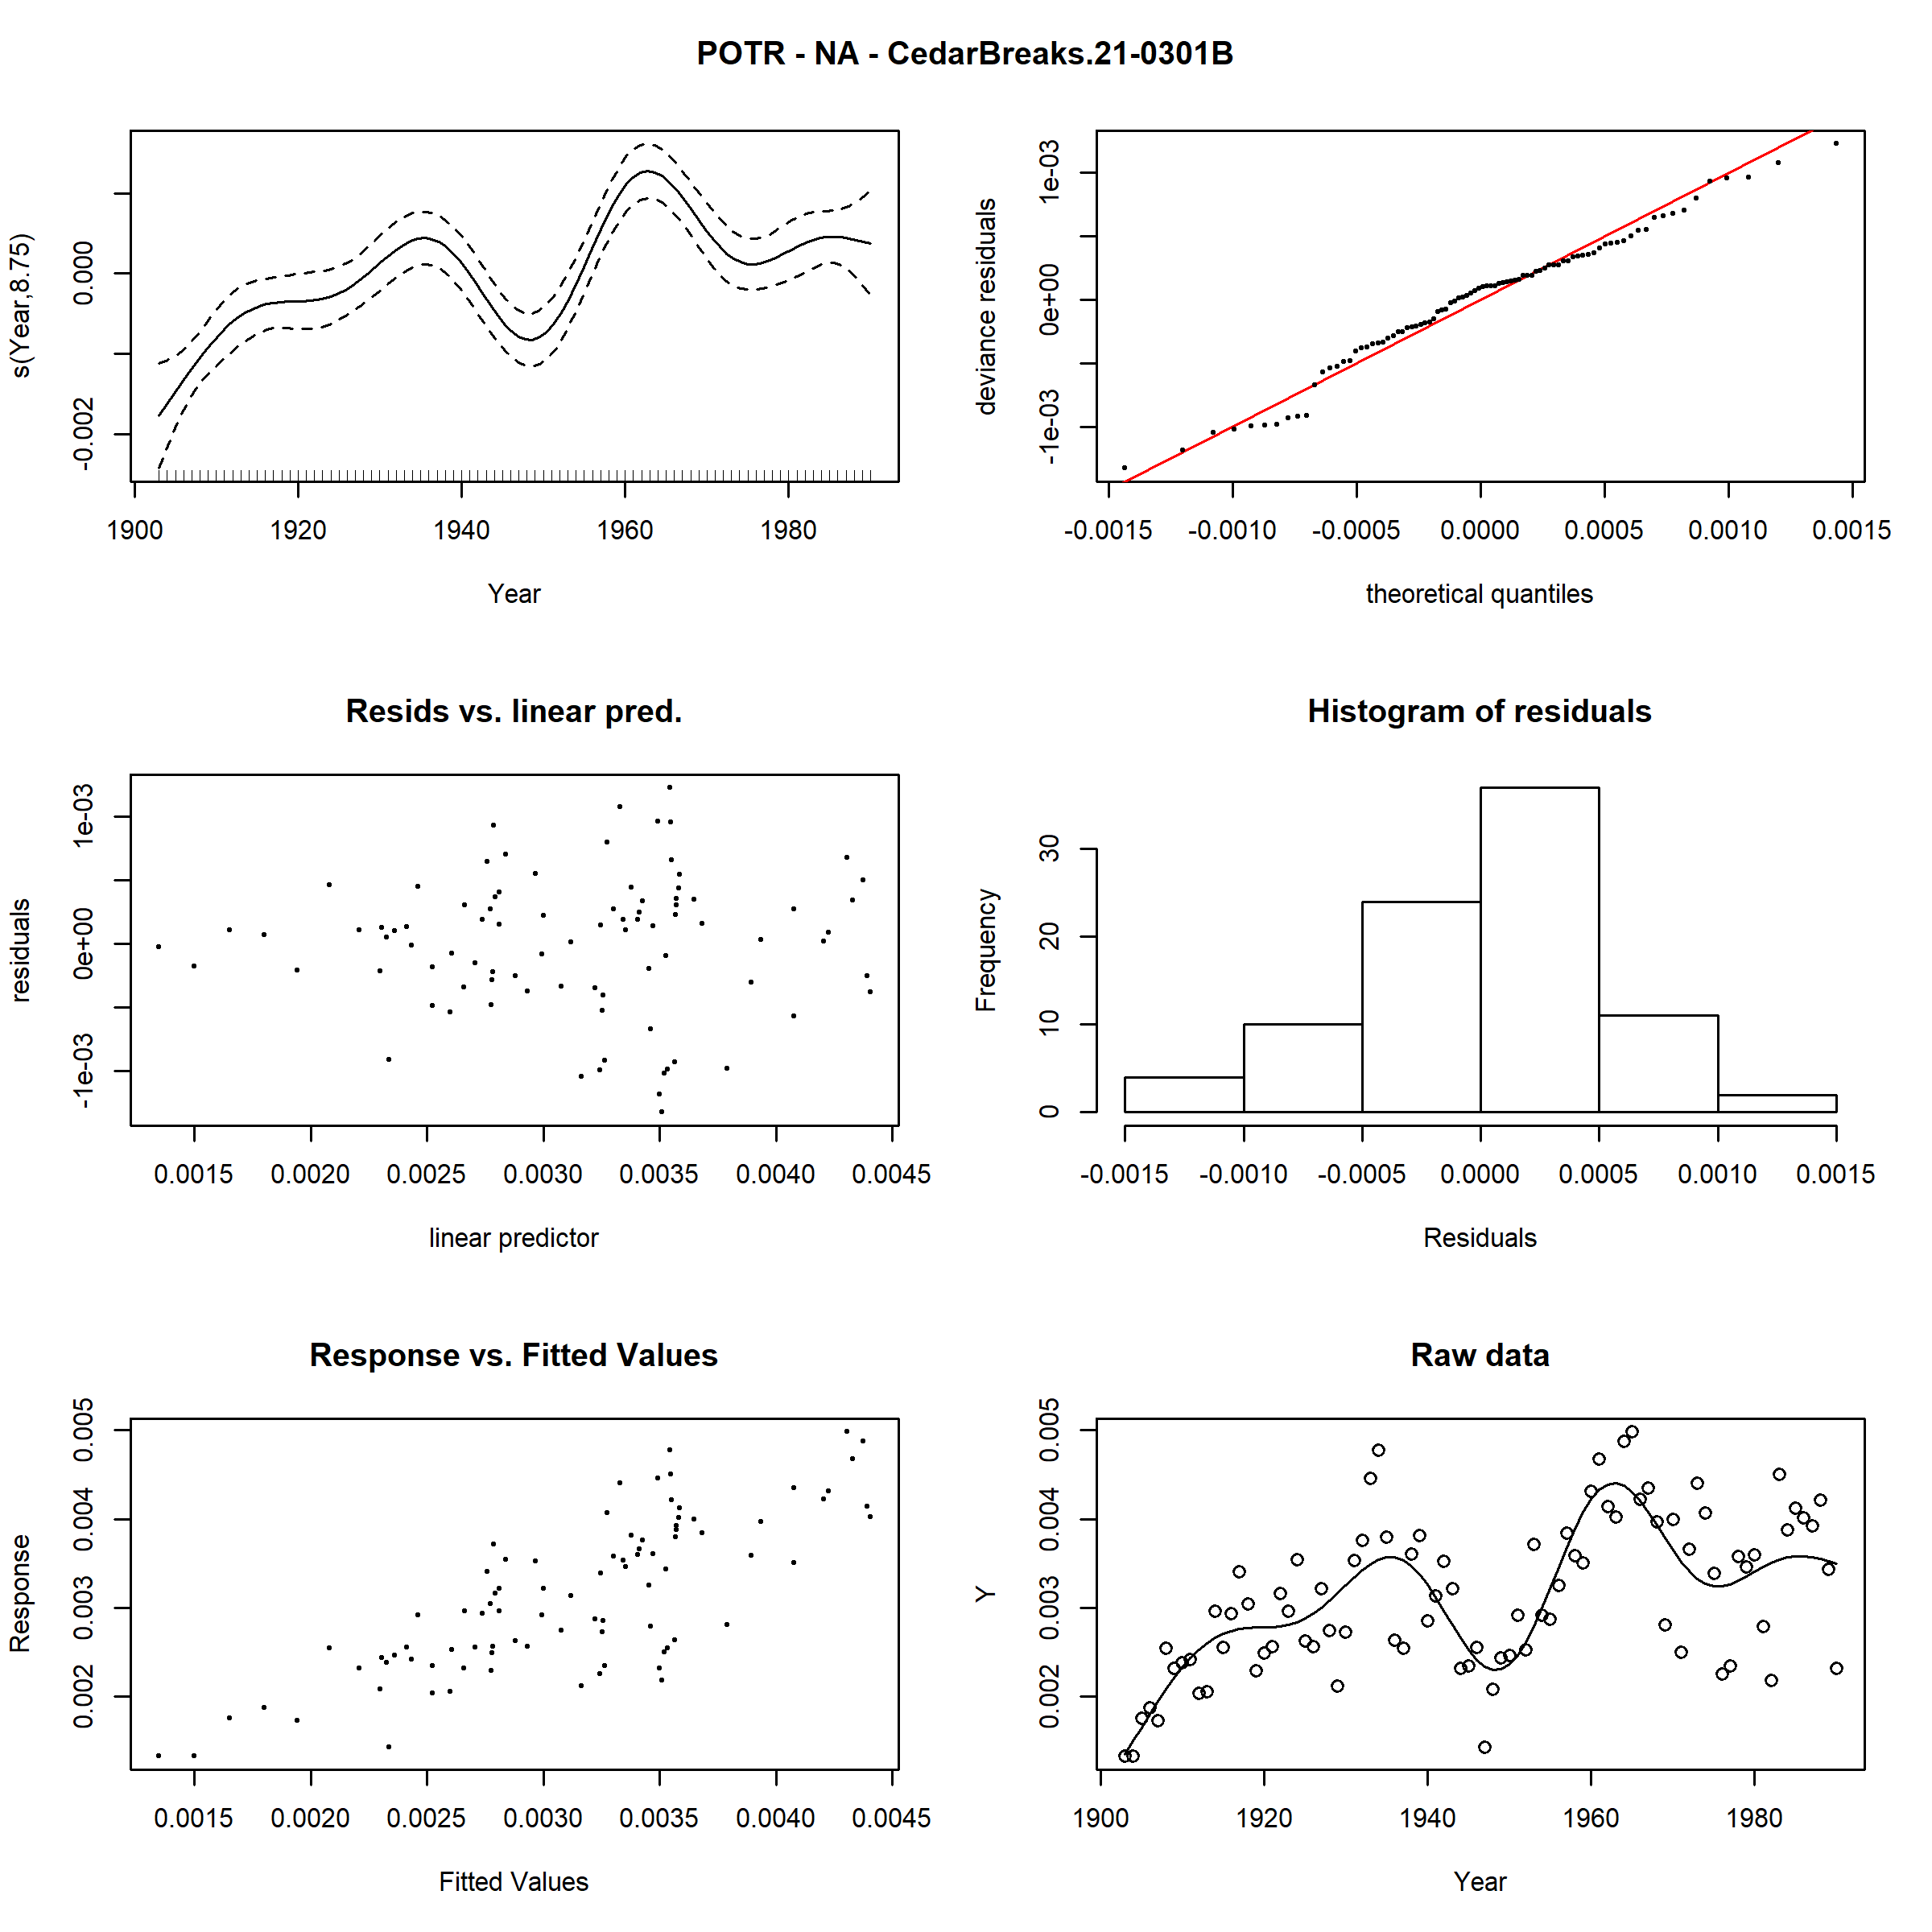 POTR - NA - CedarBreaks.21-0301B
s(Year,8.75)
0.000
-0.002
1900 1920 1940 1960 1980
Year
deviance residuals
1e-03
0e+00
-1e-03
-0.0015 -0.0010 -0.0005 0.0000 0.0005 0.0010 0.0015
theoretical quantiles
Resids vs. linear pred.
residuals
1e-03
0e+00
-1e-03
0.0015 0.0020 0.0025 0.0030 0.0035 0.0040 0.0045
linear predictor
Histogram of residuals
Frequency
30
20
10
0
-0.0015 -0.0010 -0.0005 0.0000 0.0005 0.0010 0.0015
Residuals
Response vs. Fitted Values
Response
0.005
0.004
0.003
0.002
0.0015 0.0020 0.0025 0.0030 0.0035 0.0040 0.0045
Fitted Values
Raw data
Y
0.005
0.004
0.003
0.002
1900 1920 1940 1960 1980
Year